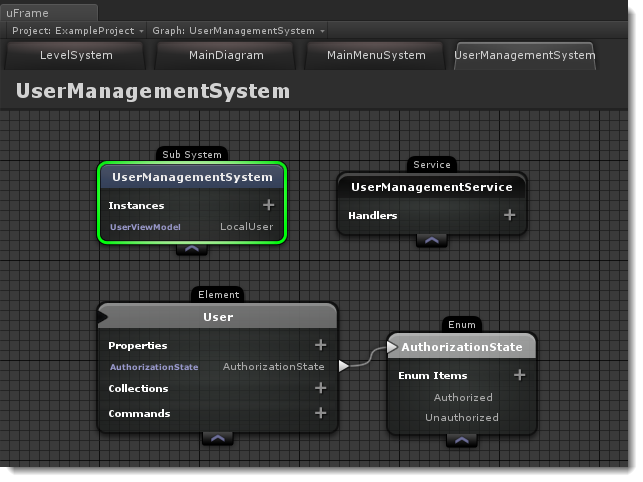 uFrame
Project: ExampleProject Graph: UserManagementSystem
LevelSystem MainDiagram MainMenuSystem UserManagementSystem
UserManagementSystem
Sub System
UserManagementSystem
Instances +
UserViewModel LocalUser
Service
UserManagementService
Handlers +
Element
User
Properties +
AuthorizationState AuthorizationState
Collections +
Commands +
Enum
AuthorizationState
Enum Items +
Authorized
Unauthorized